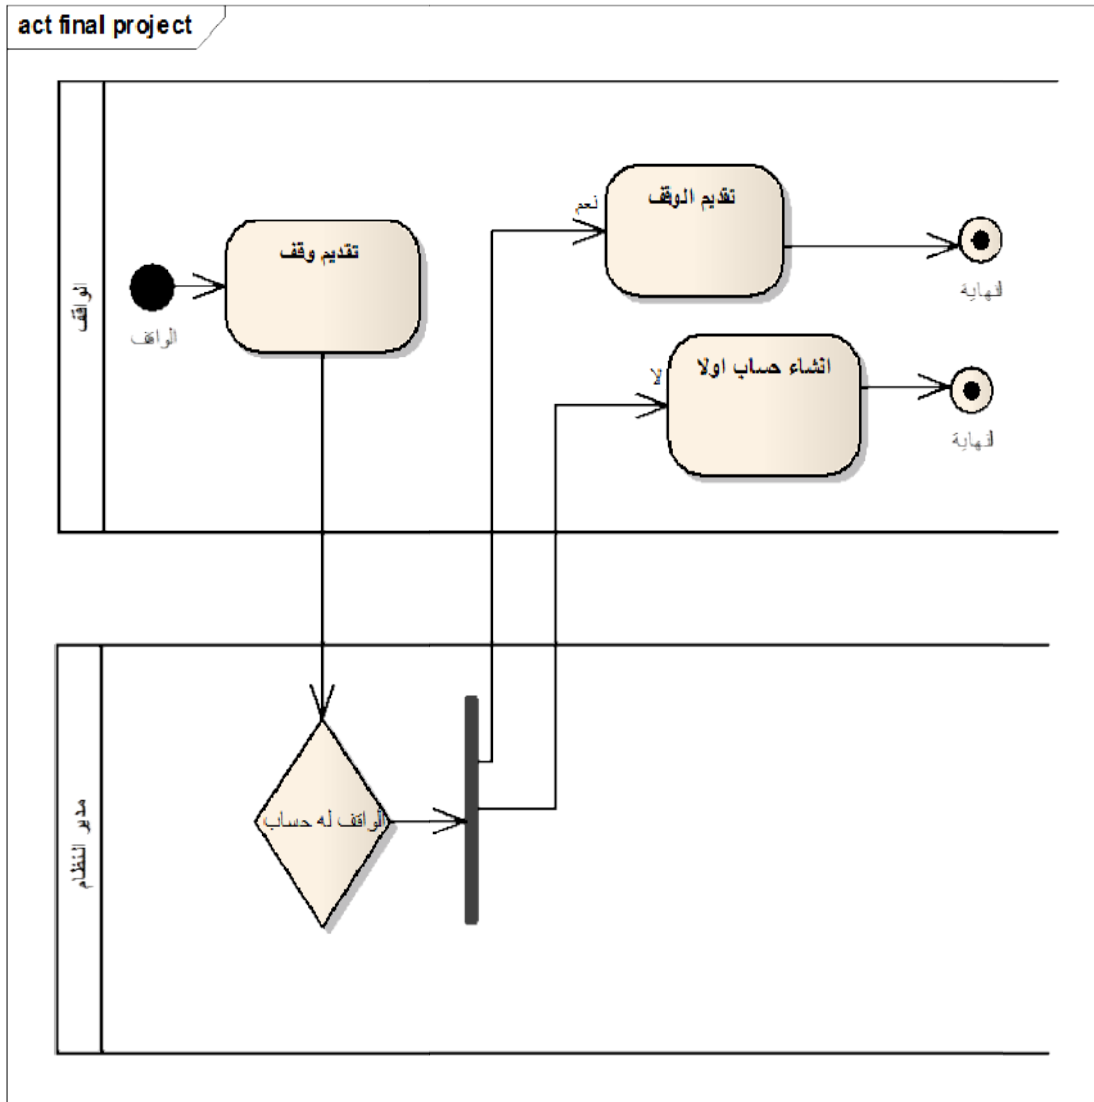 act final project
الواقف
تقديم وقف
الواقف
نعم
تقديم الوقف
النهاية
لا
انشاء حساب اولا
النهاية
مدير النظام
الواقف له حساب